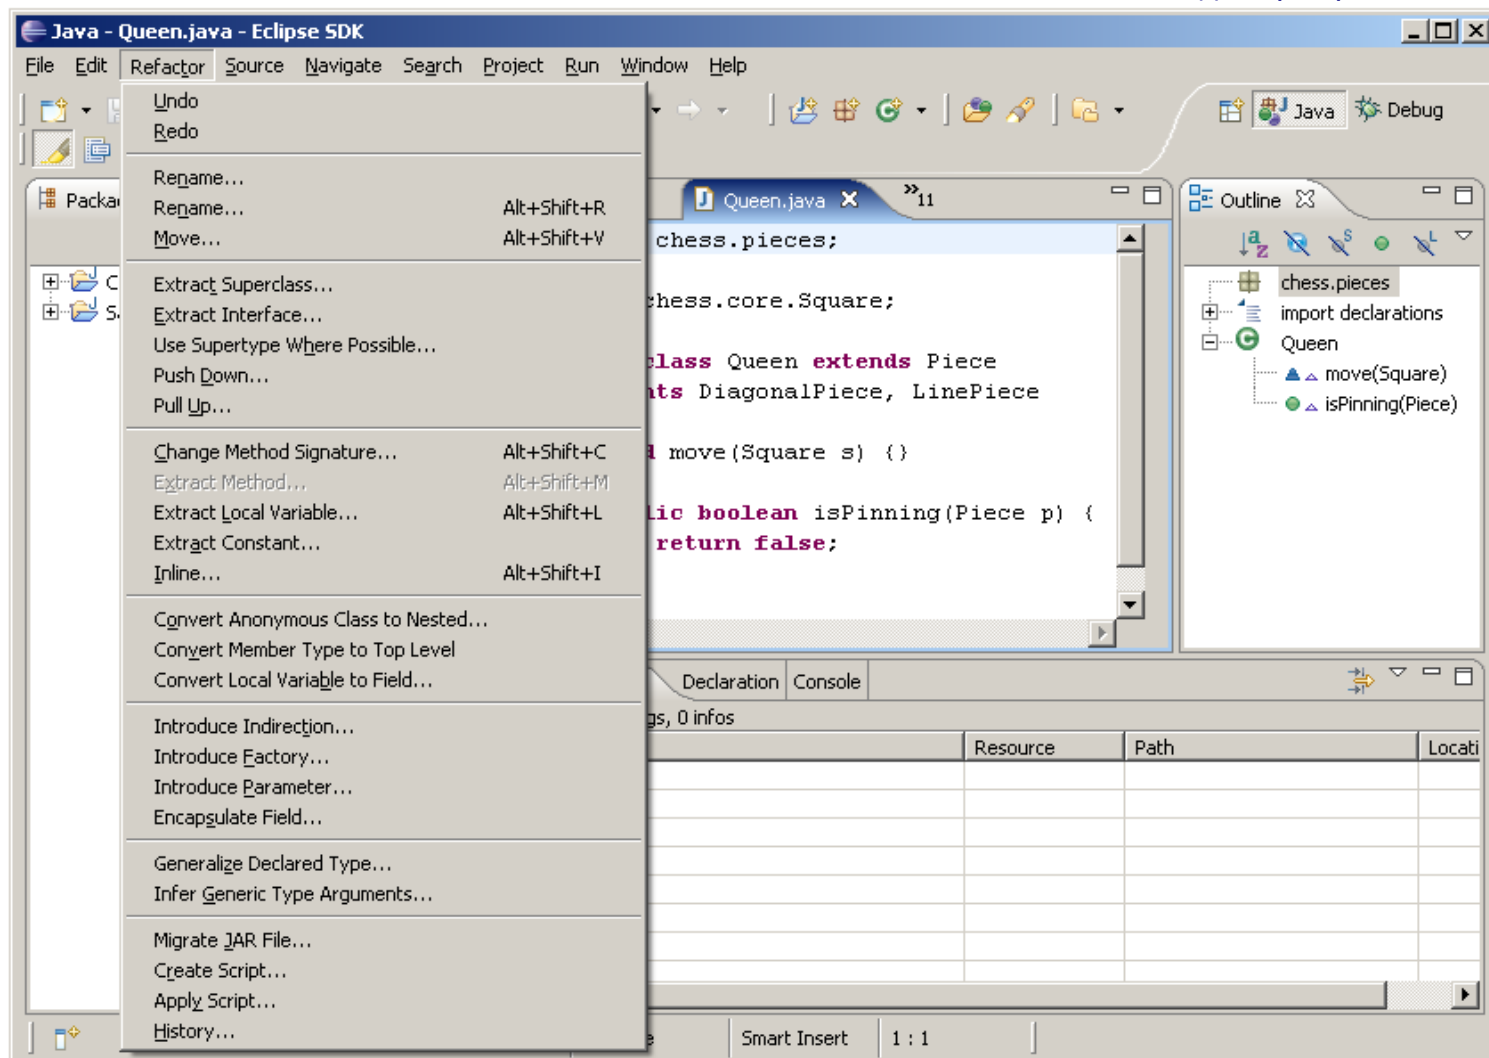 Java - Queen.java - Eclipse SDK
File Edit Refactor Source Navigate Search Project Run Window Help
Java Debug
Undo
Redo
Rename...
Rename... Alt+Shift+R
Move... Alt+Shift+V
Extract Superclass...
Extract Interface...
Use Supertype Where Possible...
Push Down...
Pull Up...
Change Method Signature... Alt+Shift+C
Extract Method... Alt+Shift+M
Extract Local Variable... Alt+Shift+L
Extract Constant...
Inline... Alt+Shift+I
Convert Anonymous Class to Nested...
Convert Member Type to Top Level
Convert Local Variable to Field...
Introduce Indirection...
Introduce Factory...
Introduce Parameter...
Encapsulate Field...
Generalize Declared Type...
Infer Generic Type Arguments...
Migrate JAR File...
Create Script...
Apply Script...
History...
Packa
C
S
Queen.java
»11
chess.pieces;
chess.core.Square;
class Queen extends Piece
nts DiagonalPiece, LinePiece
d move(Square s) {}
lic boolean isPinning(Piece p) {
return false;
Outline
chess.pieces
import declarations
Queen
move(Square)
isPinning(Piece)
Declaration Console
gs, 0 infos
Resource Path Locati
Smart Insert 1 : 1